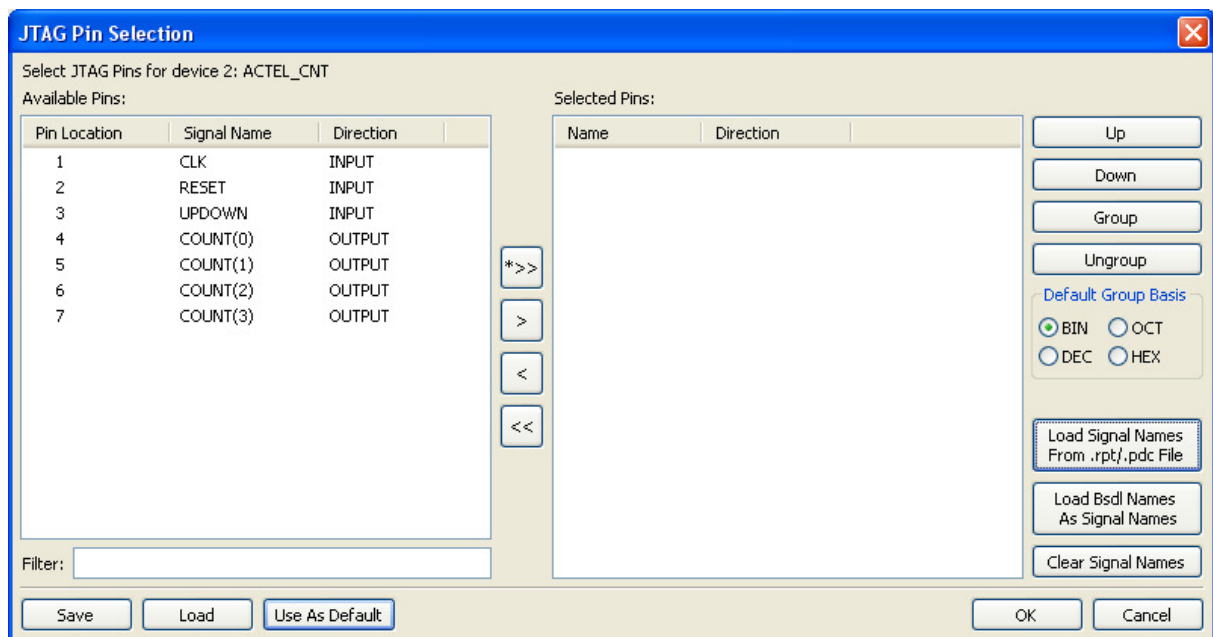 JTAG Pin Selection
Select JTAG Pins for device 2: ACTEL_CNT
Available Pins:
Pin Location Signal Name Direction
1 CLK INPUT
2 RESET INPUT
3 UPDOWN INPUT
4 COUNT(0) OUTPUT
5 COUNT(1) OUTPUT
6 COUNT(2) OUTPUT
7 COUNT(3) OUTPUT
Filter:
*>>
>
<
<<
Selected Pins:
Name Direction
Up
Down
Group
Ungroup
Default Group Basis
BIN OCT
DEC HEX
Load Signal Names
From .rpt/.pdc File
Load Bsdl Names
As Signal Names
Clear Signal Names
Save Load Use As Default OK Cancel